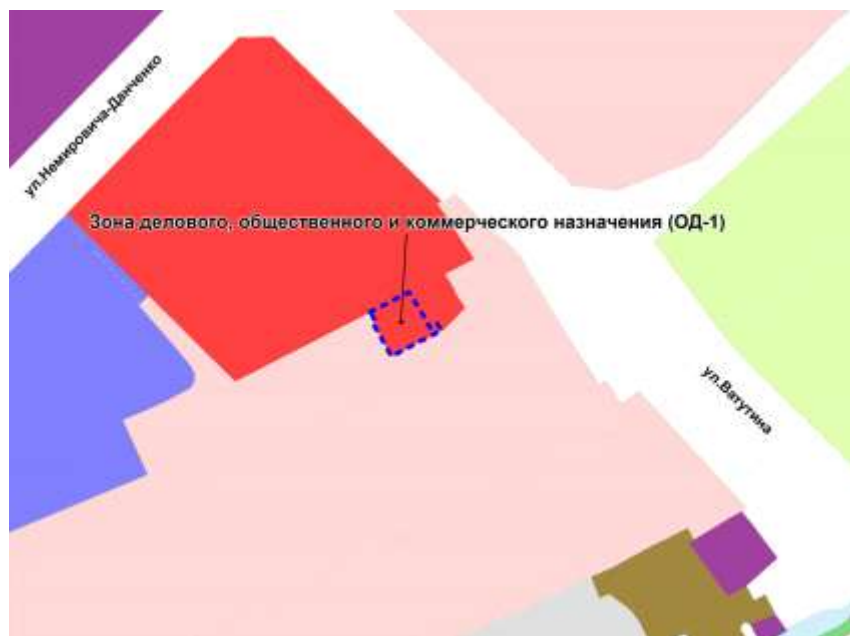 ул.Немировича-Данченко
Зона делового, общественного и коммерческого назначения (ОД-1)
ул.Ватутина